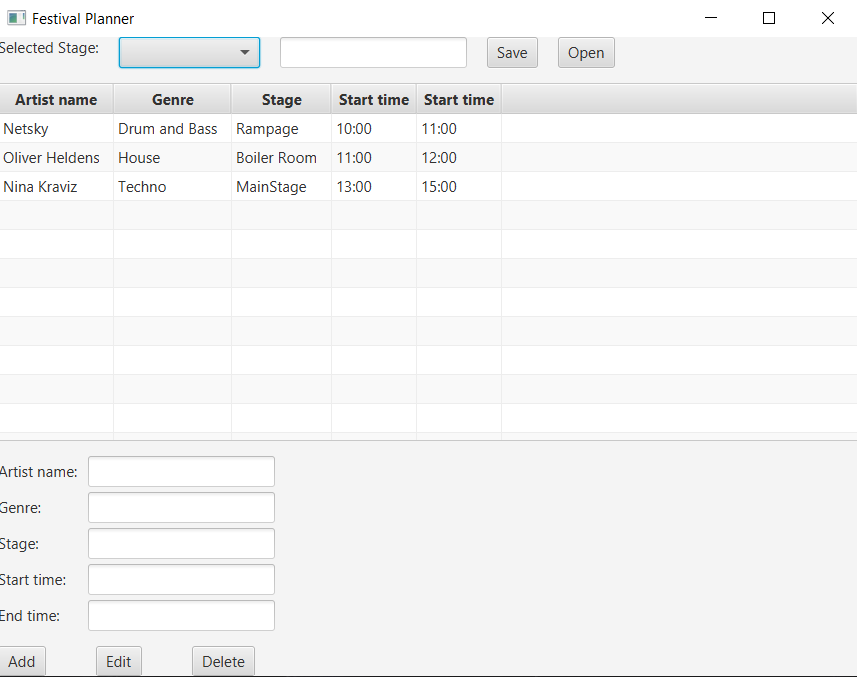 Festival Planner
Selected Stage: Save Open
Artist name Genre Stage Start time Start time
Netsky Drum and Bass Rampage 10:00 11:00
Oliver Heldens House Boiler Room 11:00 12:00
Nina Kraviz Techno MainStage 13:00 15:00
Artist name:
Genre:
Stage:
Start time:
End time:
Add Edit Delete